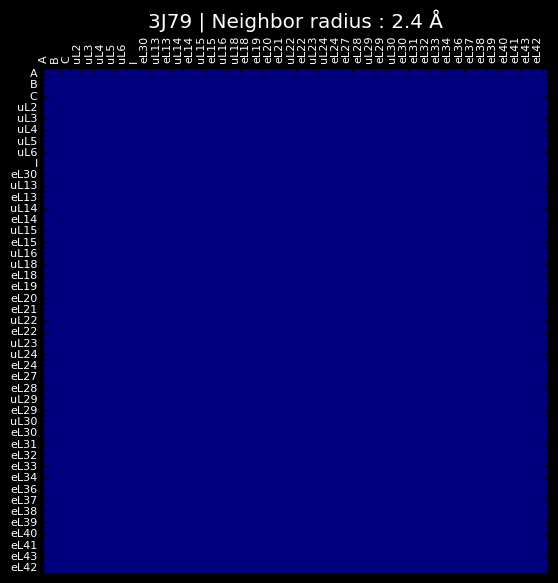 3J79 | Neighbor radius : 2.4 Å
A B C uL2 uL3 uL4 uL5 uL6 I eL30 uL13 eL13 uL14 eL14 uL15 eL15 uL16 uL18 eL18 eL19 eL20 eL21 uL22 eL22 uL23 uL24 eL24 eL27 eL28 uL29 eL29 uL30 eL30 eL31 eL32 eL33 eL34 eL36 eL37 eL38 eL39 eL40 eL41 eL43 eL42
A
B
C
uL2
uL3
uL4
uL5
uL6
I
eL30
uL13
eL13
uL14
eL14
uL15
eL15
uL16
uL18
eL18
eL19
eL20
eL21
uL22
eL22
uL23
uL24
eL24
eL27
eL28
uL29
eL29
uL30
eL30
eL31
eL32
eL33
eL34
eL36
eL37
eL38
eL39
eL40
eL41
eL43
eL42